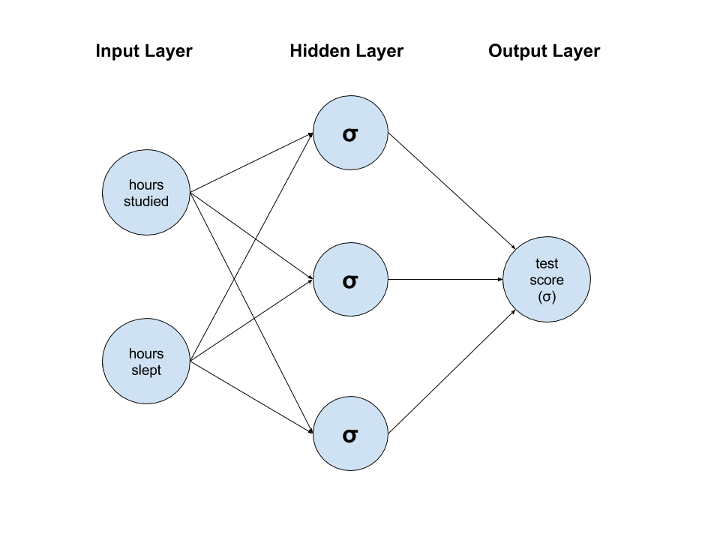 Input Layer
Hidden Layer
Output Layer
hours
studied
hours
slept
σ
σ
σ
test
score
(σ)